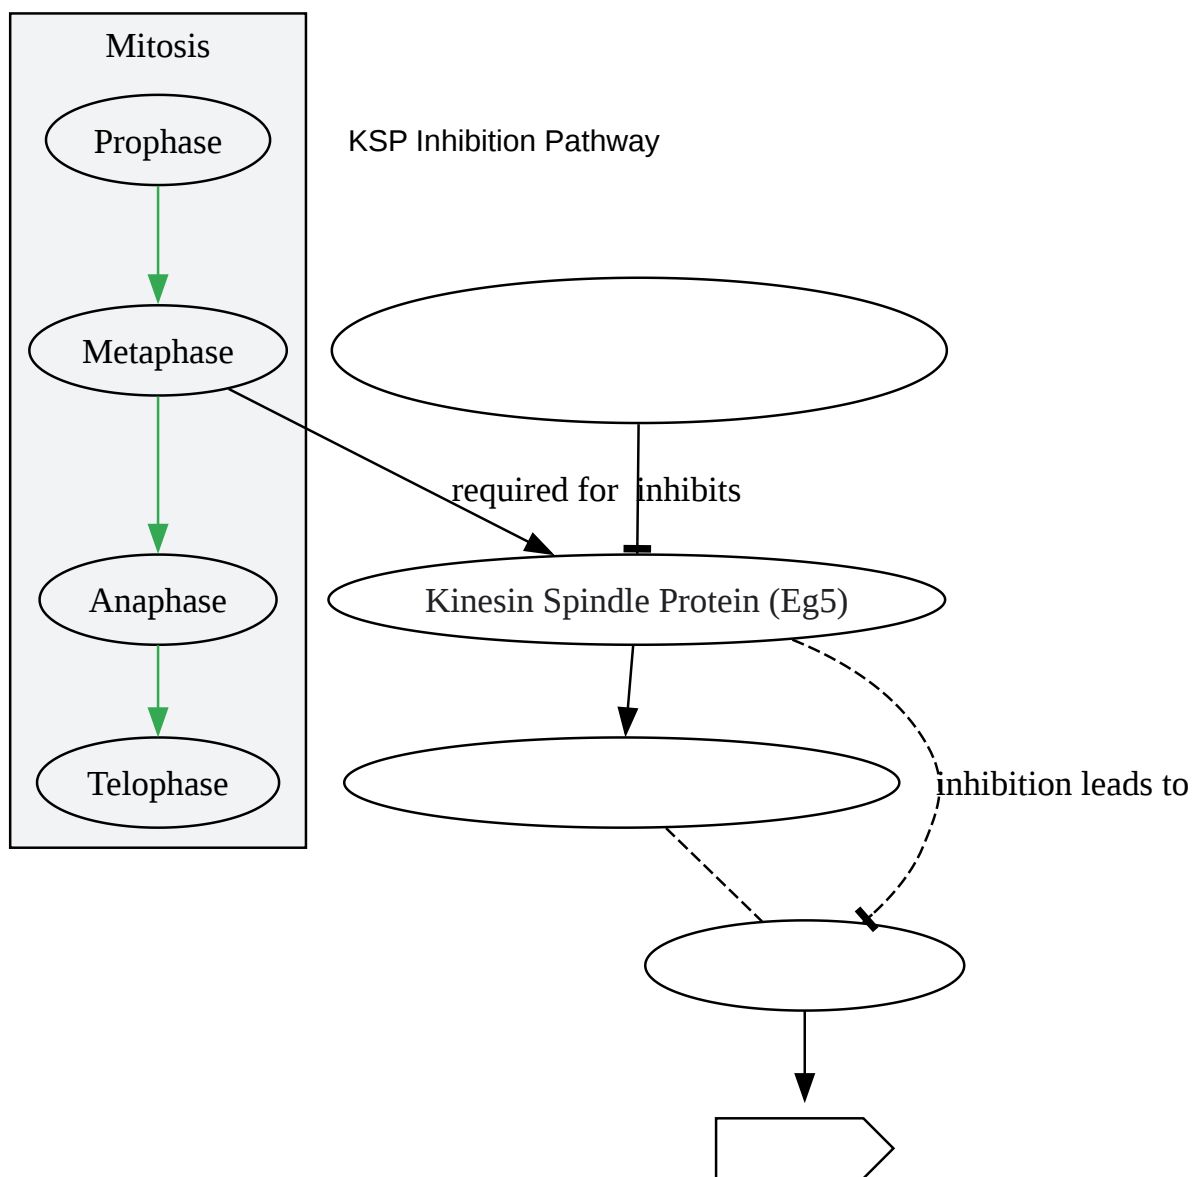 Mitosis
Prophase
KSP Inhibition Pathway
Metaphase
required for
inhibits
Anaphase
Kinesin Spindle Protein (Eg5)
Telophase
inhibition leads to